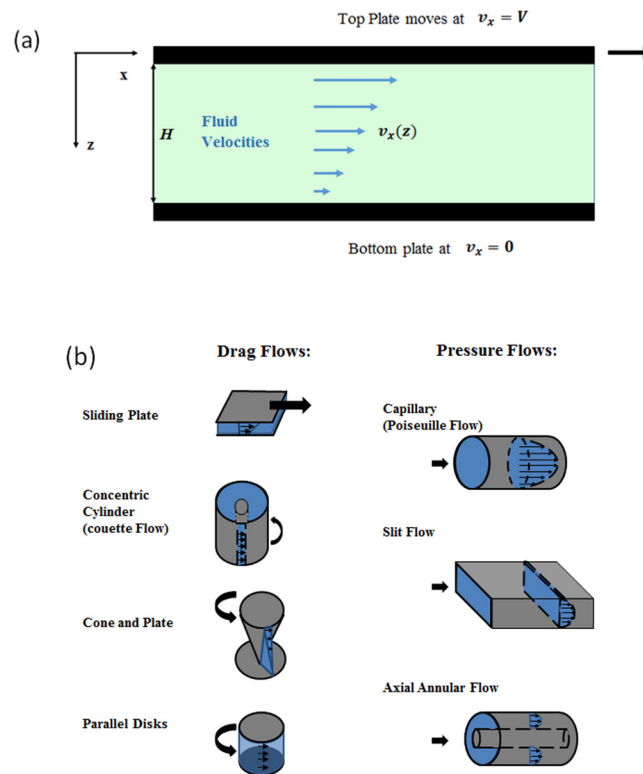 (a)
Top Plate moves at v_x = V
x
z
H
Fluid
Velocities
v_x(z)
Bottom plate at v_x = 0
(b)
Drag Flows:
Sliding Plate
Concentric
Cylinder
(couette Flow)
Cone and Plate
Parallel Disks
Pressure Flows:
Capillary
(Poiseuille Flow)
Slit Flow
Axial Annular Flow